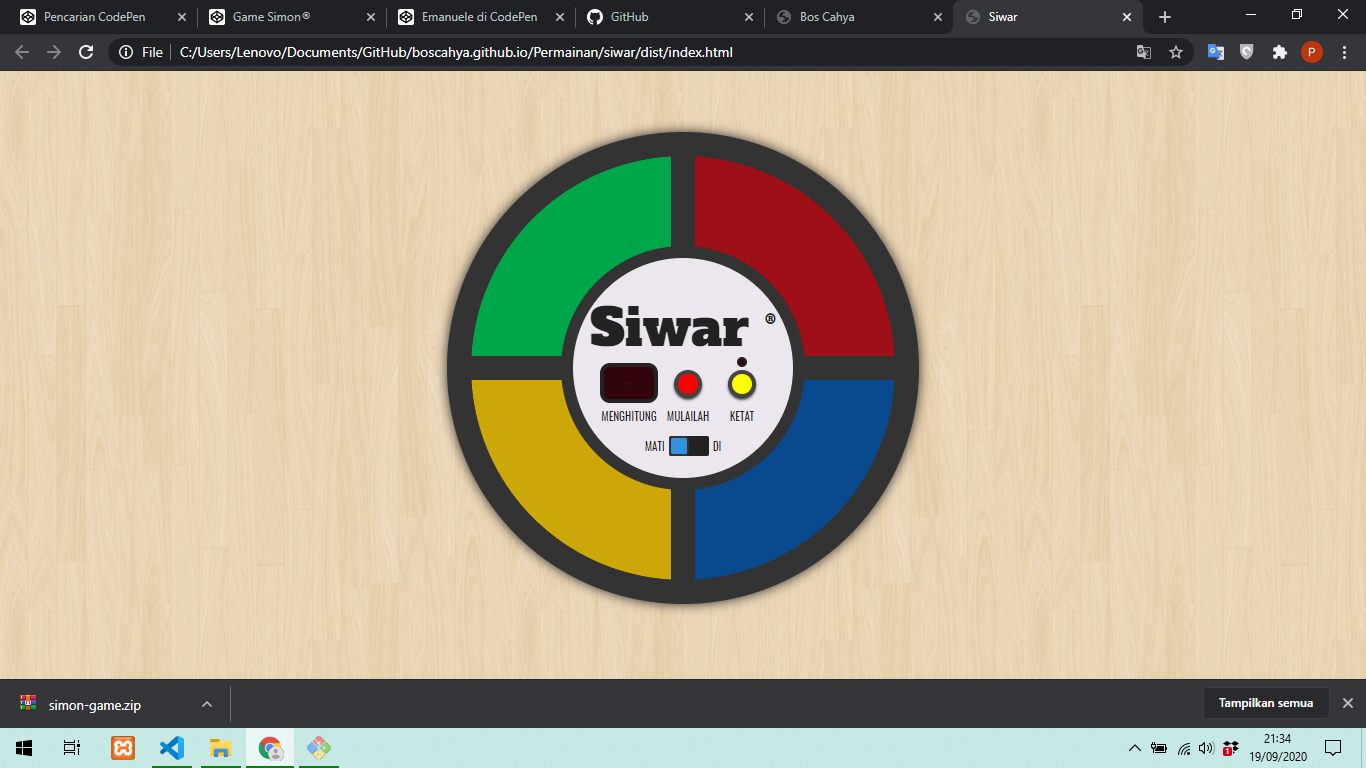 Pencarian CodePen
Game Simon®
Emanuele di CodePen
GitHub
Bos Cahya
Siwar
File
C:/Users/Lenovo/Documents/GitHub/boscahya.github.io/Permainan/siwar/dist/index.html
P
Siwar ®
MENGHITUNG MULAILAH KETAT
MATI DI
simon-game.zip
Tampilkan semua
1
21:34
19/09/2020